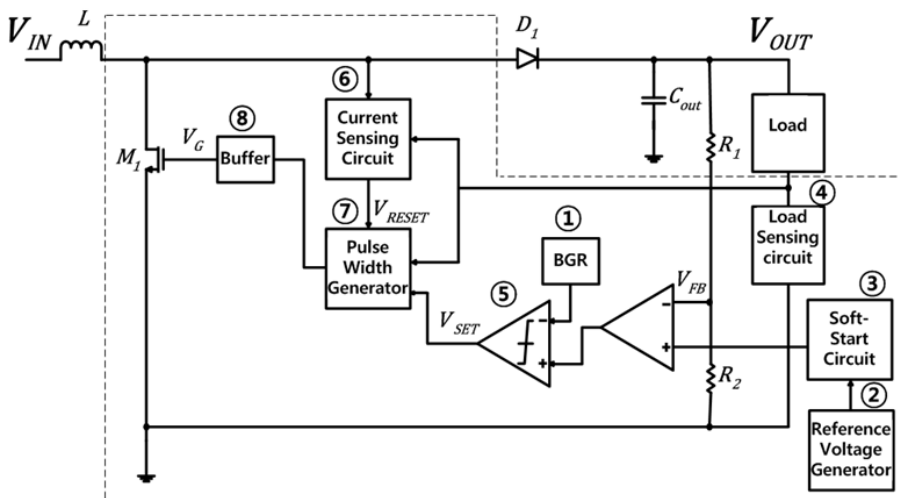 V_IN
L
D_1
V_OUT
⑥
C_out
Current
Sensing
Circuit
R_1
Load
⑧
V_G
Buffer
M_1
④
Load
Sensing
circuit
⑦
V_RESET
①
Pulse
Width
Generator
BGR
V_FB
−
⑤
V_SET
−
+
+
③
Soft-
Start
Circuit
R_2
②
Reference
Voltage
Generator